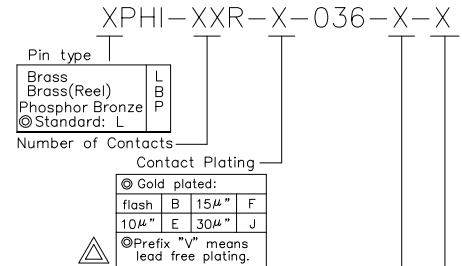 XPHI-XXR-X-036-X-X
Pin type
Brass L
Brass(Reel) B
Phosphor Bronze P
◎Standard: L
Number of Contacts
Contact Plating
◎ Gold plated:
flash B 15μ" F
10μ" E 30μ" J
◎Prefix "V" means
lead free plating.